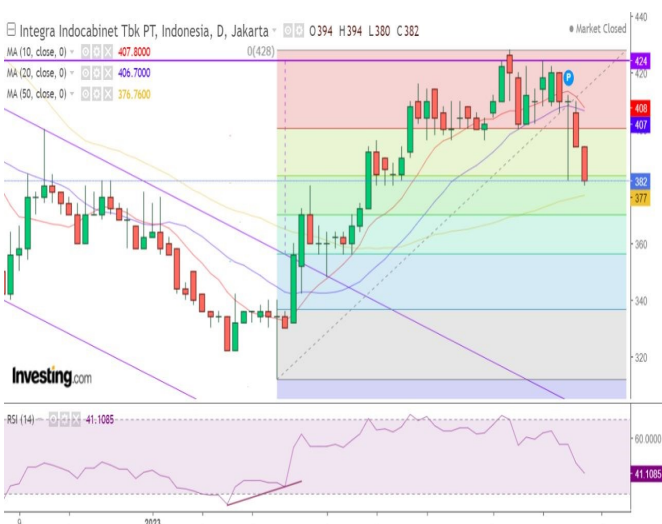 Integra Indocabinet Tbk PT, Indonesia, D, Jakarta O394 H394 L380 C382
Market Closed
MA (10, close, 0) 407.8000
MA (20, close, 0) 406.7000
MA (50, close, 0) 376.7600
0(428)
440
424
420
408
407
382
377
360
340
320
P
Investing.com
RSI (14) 41.1085
60.0000
41.1085
9